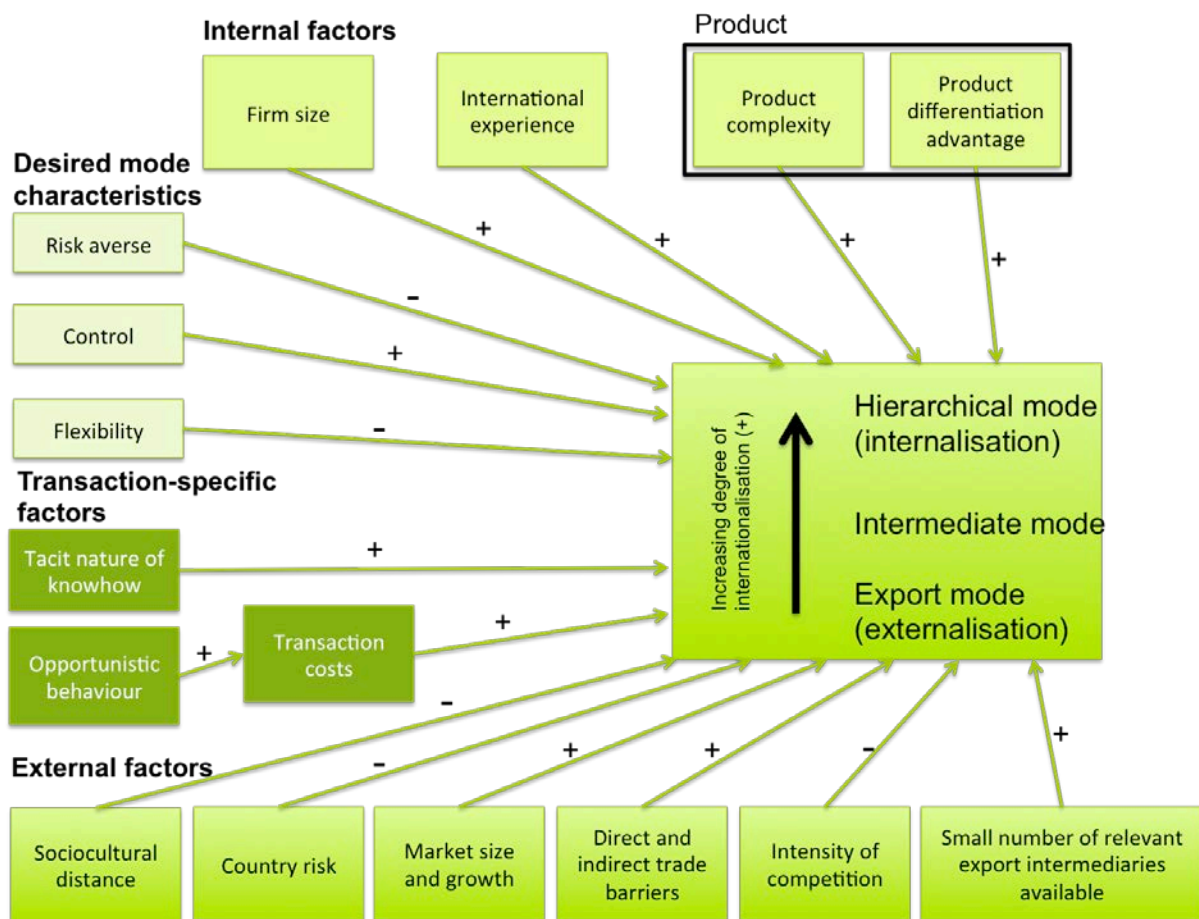 Internal factors
Product
Firm size
International
experience
Product
complexity
Product
differentiation
advantage
Desired mode
characteristics
Risk averse
Control
Flexibility
+
+
+
+
-
+
-
Transaction-specific
factors
Tacit nature of
knowhow
+
Opportunistic
behaviour
+
Transaction
costs
+
Increasing degree of
internationalisation (+)
Hierarchical mode
(internalisation)
Intermediate mode
Export mode
(externalisation)
External factors
-
-
+
+
-
+
Sociocultural
distance
Country risk
Market size
and growth
Direct and
indirect trade
barriers
Intensity of
competition
Small number of relevant
export intermediaries
available